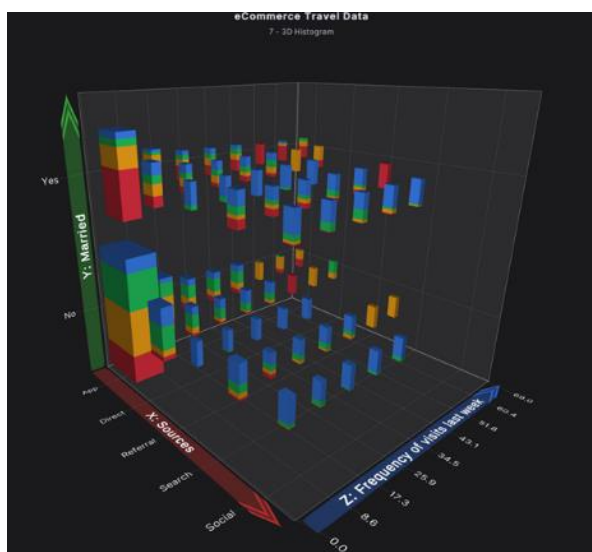 eCommerce Travel Data
7 - 3D Histogram
Yes
Y: Married
No
App
Direct
Referral
Search
Social
X: Sources
Z: Frequency of visits last week
0.0
8.6
17.3
25.9
34.5
43.1
51.8
60.4
69.0